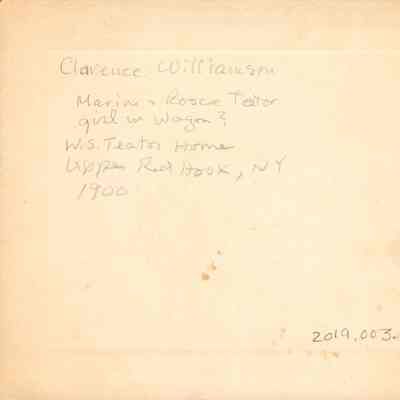 Clarence Williamson
Marion + Roscoe Teator
girl in Wagon?
W.S. Teator Home
Upper Red Hook, NY
1900
2019.003.